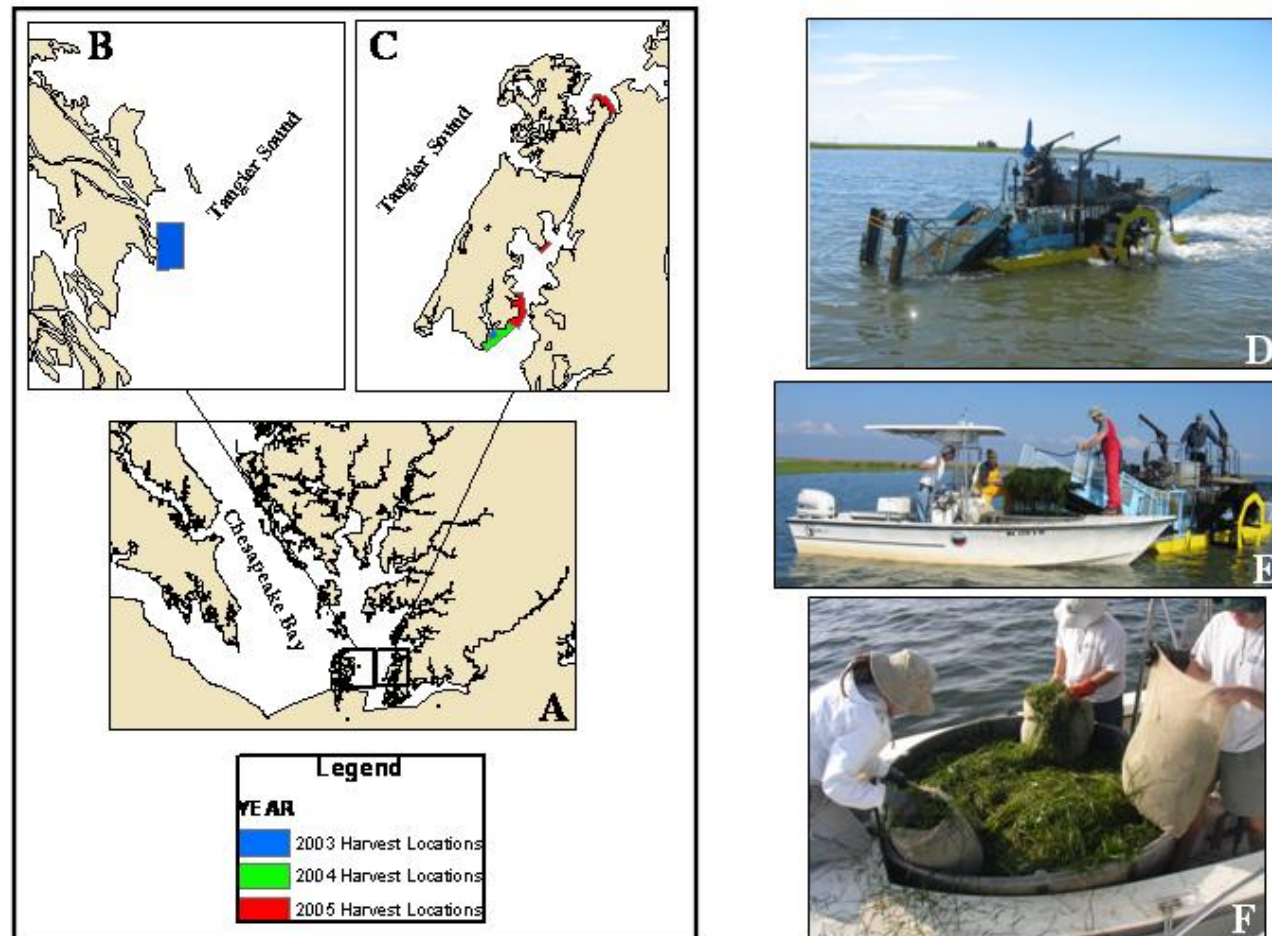 B
Tangier Sound
C
Tangier Sound
Chesapeake Bay
A
Legend
YEAR
2003 Harvest Locations
2004 Harvest Locations
2005 Harvest Locations
D
E
F